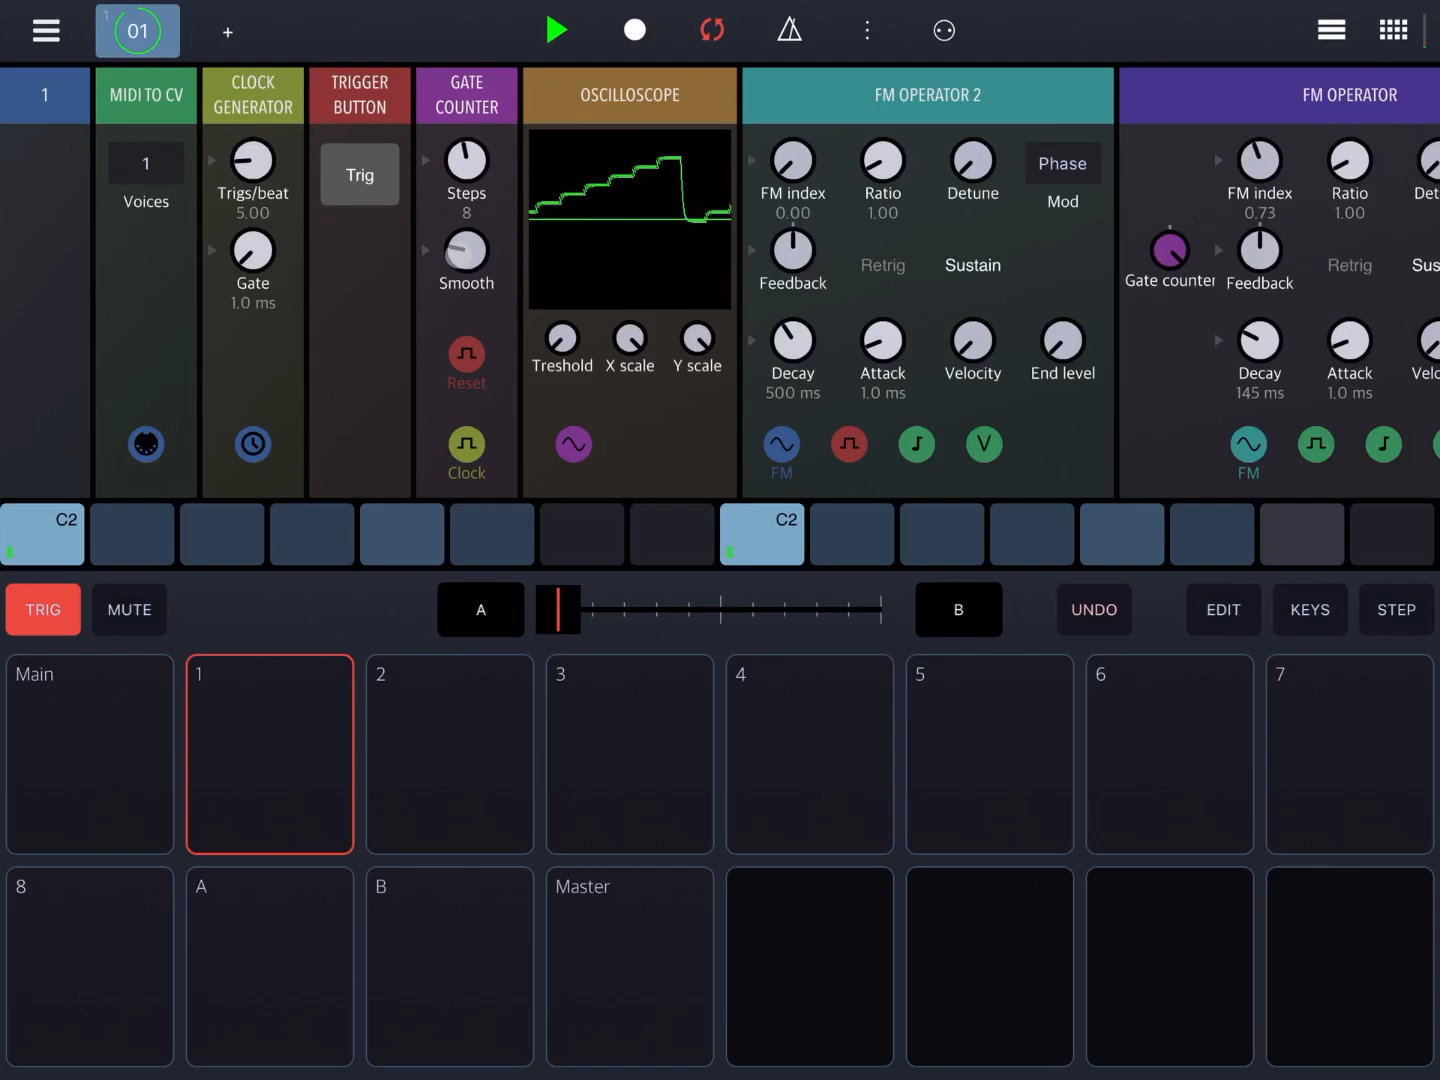 1
01
+
1
MIDI TO CV
CLOCK
GENERATOR
TRIGGER
BUTTON
GATE
COUNTER
OSCILLOSCOPE
FM OPERATOR 2
FM OPERATOR
1
Voices
Trigs/beat
5.00
Gate
1.0 ms
Trig
Steps
8
Smooth
Reset
Clock
Treshold
X scale
Y scale
FM index
0.00
Ratio
1.00
Detune
Phase
Mod
Feedback
Retrig
Sustain
Decay
500 ms
Attack
1.0 ms
Velocity
End level
FM
V
Gate counter
FM index
0.73
Ratio
1.00
Det
Feedback
Retrig
Sus
Decay
145 ms
Attack
1.0 ms
Velo
FM
C2
C2
TRIG
MUTE
A
B
UNDO
EDIT
KEYS
STEP
Main
1
2
3
4
5
6
7
8
A
B
Master